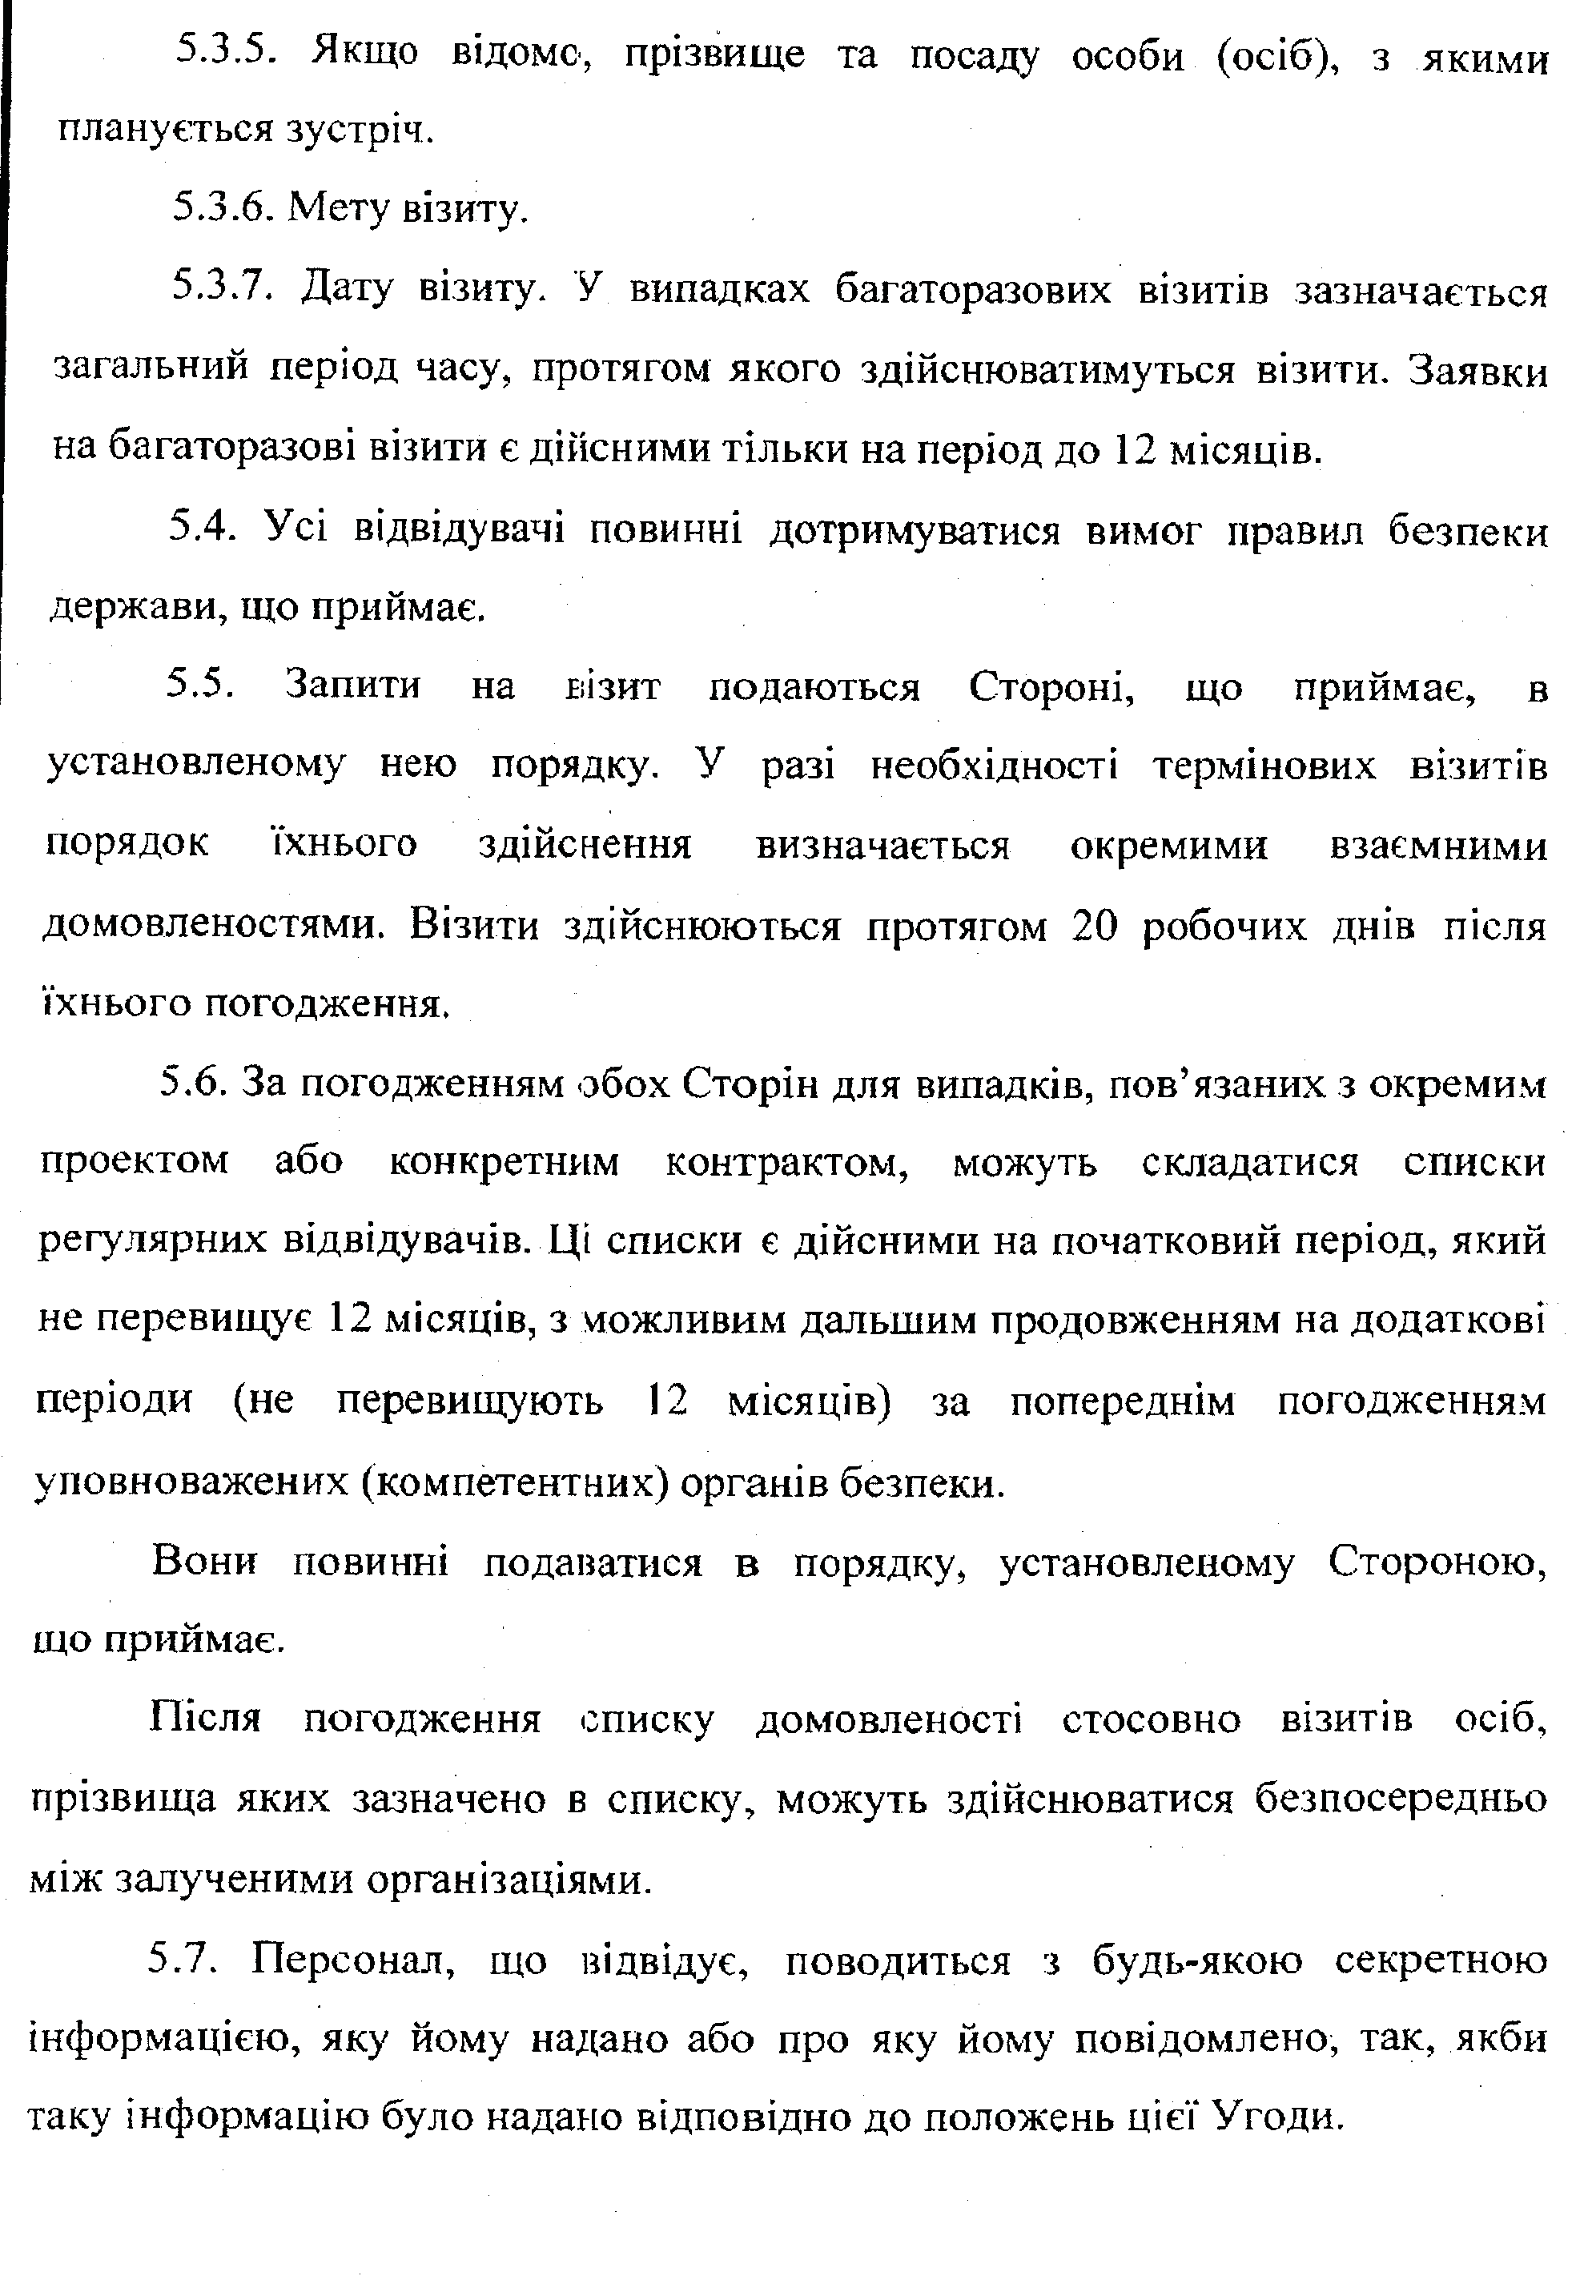 5.3.5. Якщо відомо, прізвище та посаду особи (осіб), з якими
планується зустріч.
5.3.6. Мету візиту.
5.3.7. Дату візиту. У випадках багаторазових візитів зазначається
загальний період часу, протягом якого здійснюватимуться візити. Заявки
на багаторазові візити є дійсними тільки на період до 12 місяців.
5.4. Усі відвідувачі повинні дотримуватися вимог правил безпеки
держави, що приймає.
5.5. Запити на візит подаються Стороні, що приймає, в
установленому нею порядку. У разі необхідності термінових візитів
порядок їхнього здійснення визначається окремими взаємними
домовленостями. Візити здійснюються протягом 20 робочих днів після
їхнього погодження.
5.6. За погодженням обох Сторін для випадків, пов’язаних з окремим
проектом або конкретним контрактом, можуть складатися списки
регулярних відвідувачів. Ці списки є дійсними на початковий період, який
не перевищує 12 місяців, з можливим дальшим продовженням на додаткові
періоди (не перевищують 12 місяців) за попереднім погодженням
уповноважених (компетентних) органів безпеки.
Вони повинні подаватися в порядку, установленому Стороною,
що приймає.
Після погодження списку домовленості стосовно візитів осіб,
прізвища яких зазначено в списку, можуть здійснюватися безпосередньо
між залученими організаціями.
5.7. Персонал, що відвідує, поводиться з будь-якою секретною
інформацією, яку йому надано або про яку йому повідомлено, так, якби
таку інформацію було надано відповідно до положень цієї Угоди.